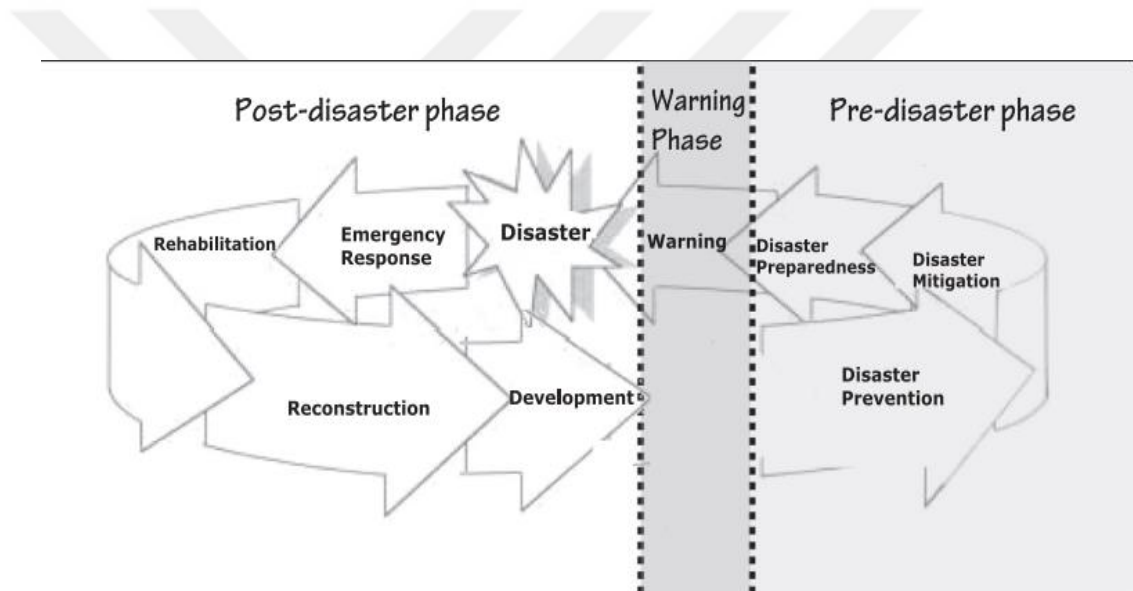 Post-disaster phase
Warning
Phase
Pre-disaster phase
Rehabilitation
Emergency
Response
Disaster
Warning
Disaster
Preparedness
Disaster
Mitigation
Reconstruction
Development
Disaster
Prevention